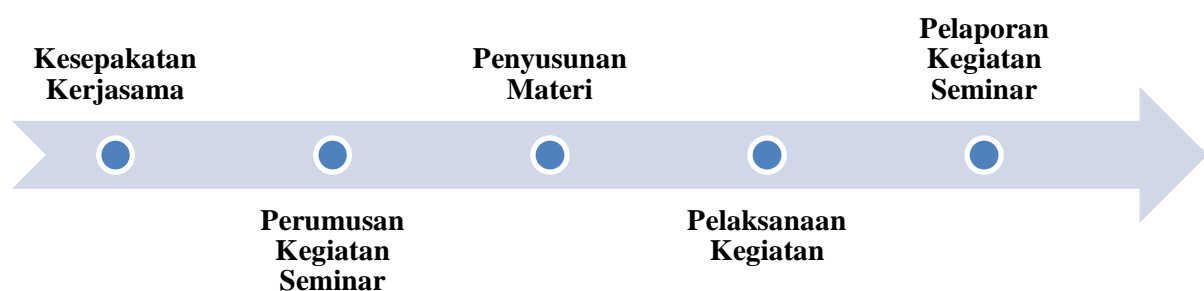 Kesepakatan
Kerjasama
Perumusan
Kegiatan
Seminar
Penyusunan
Materi
Pelaksanaan
Kegiatan
Pelaporan
Kegiatan
Seminar